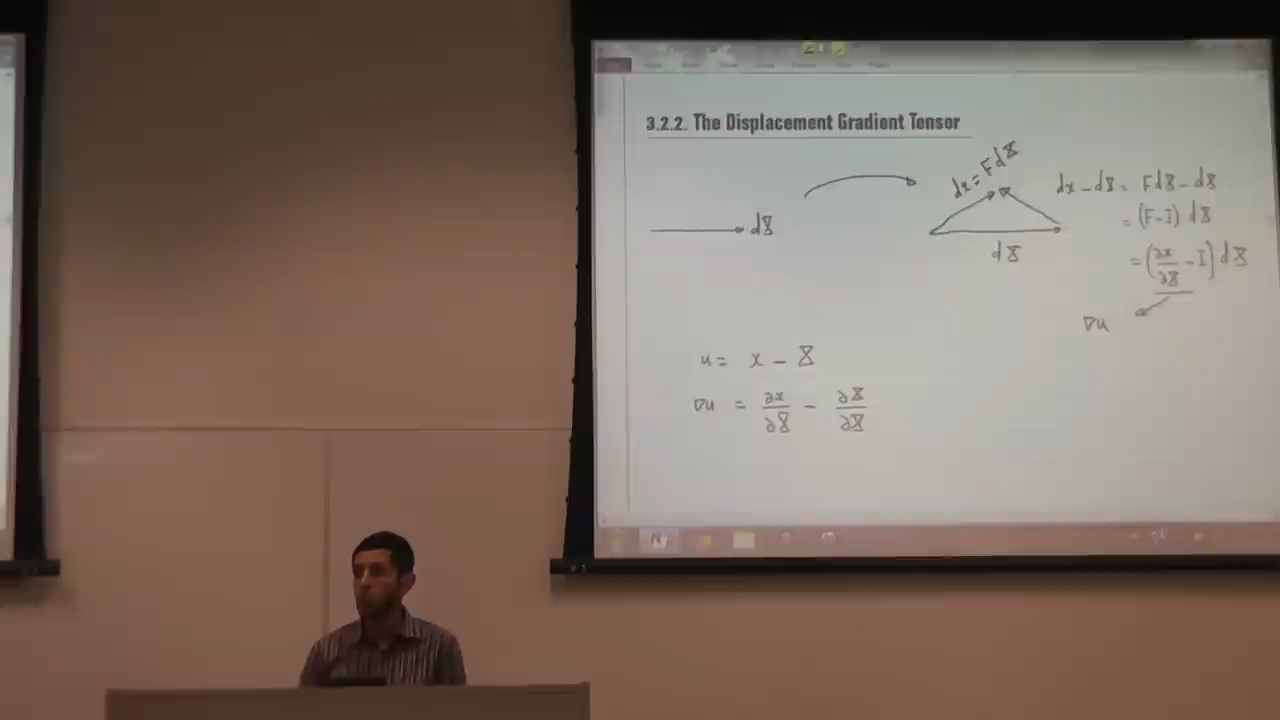 3.2.2. The Displacement Gradient Tensor
dX
dx = FdX
dX
dx - dX = FdX - dX
= (F-I) dX
= (∂x/∂X - I) dX
∇u
u = x - X
∇u = ∂x/∂X - ∂X/∂X